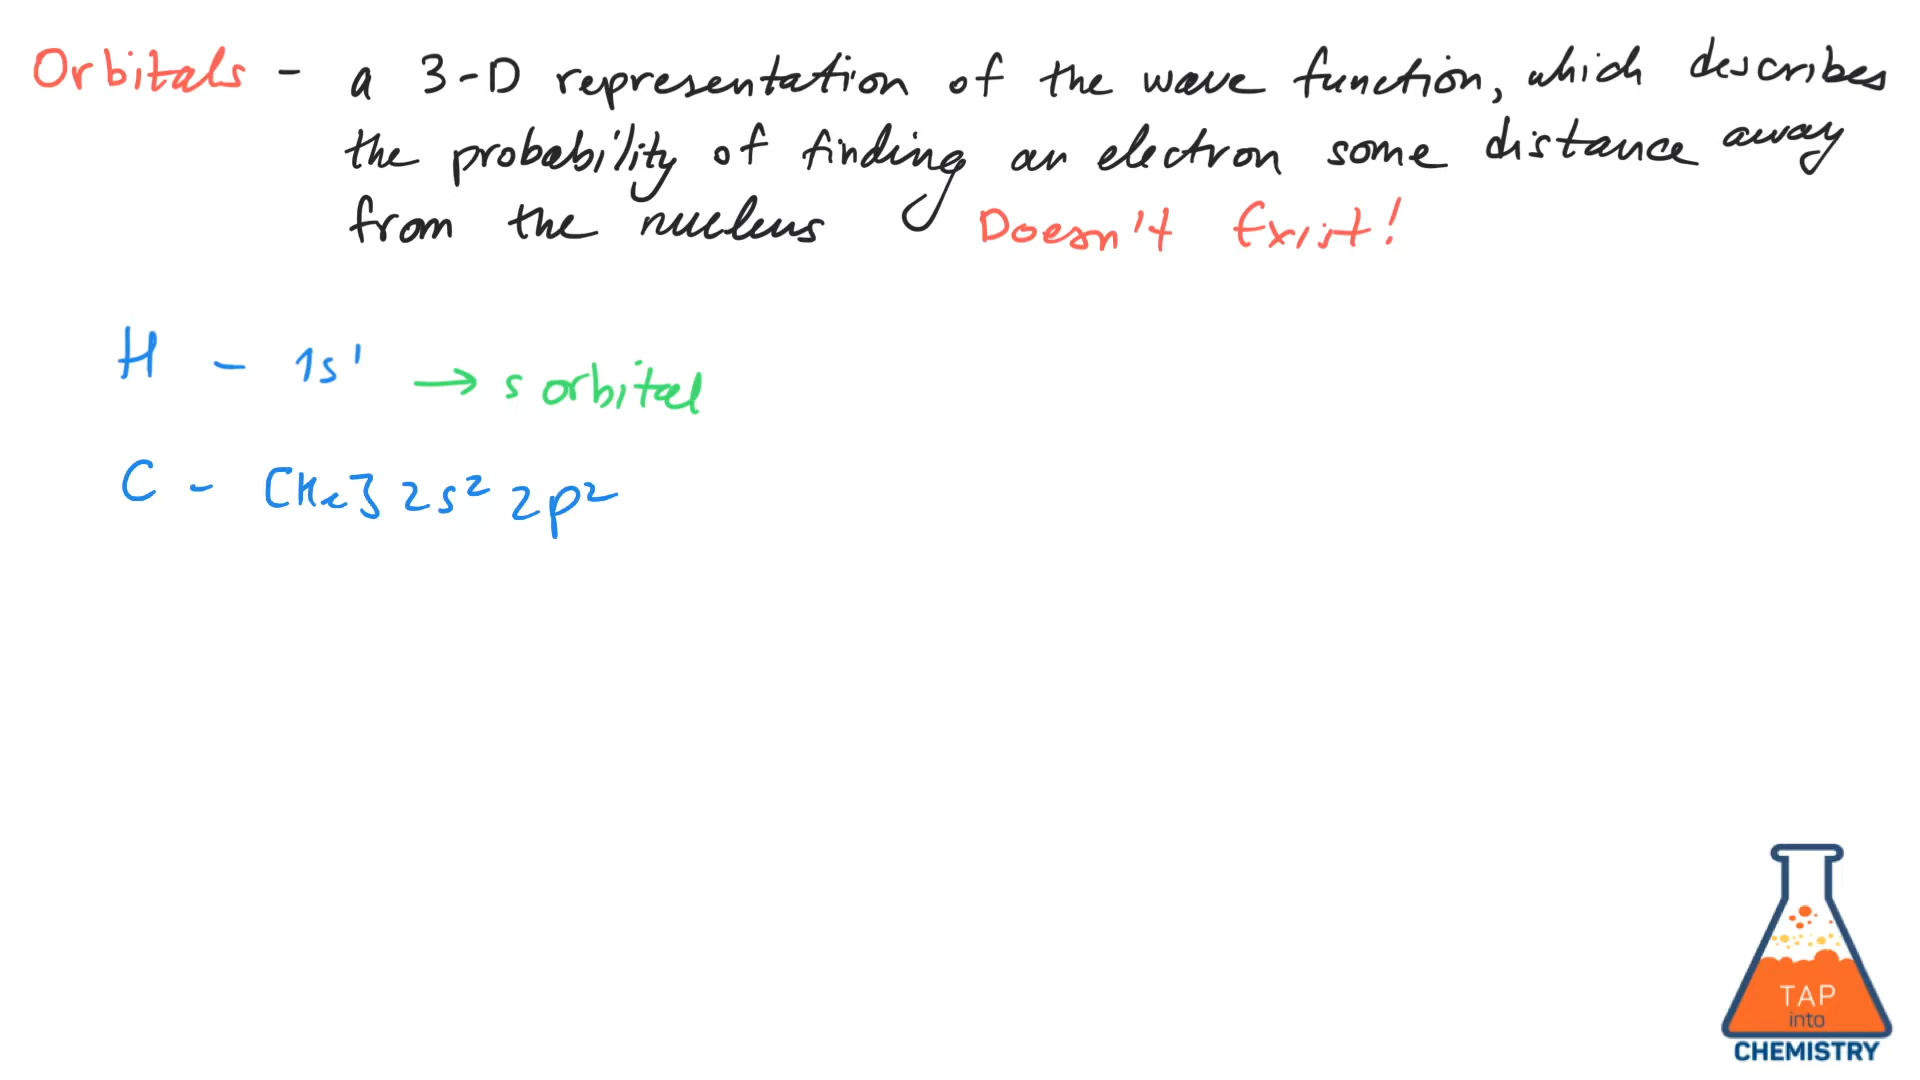 Orbitals - a 3-D representation of the wave function, which describes
the probability of finding an electron some distance away
from the nucleus Doesn't Exist!
H - 1s¹ → s orbital
C - [He] 2s² 2p²
TAP
into
CHEMISTRY